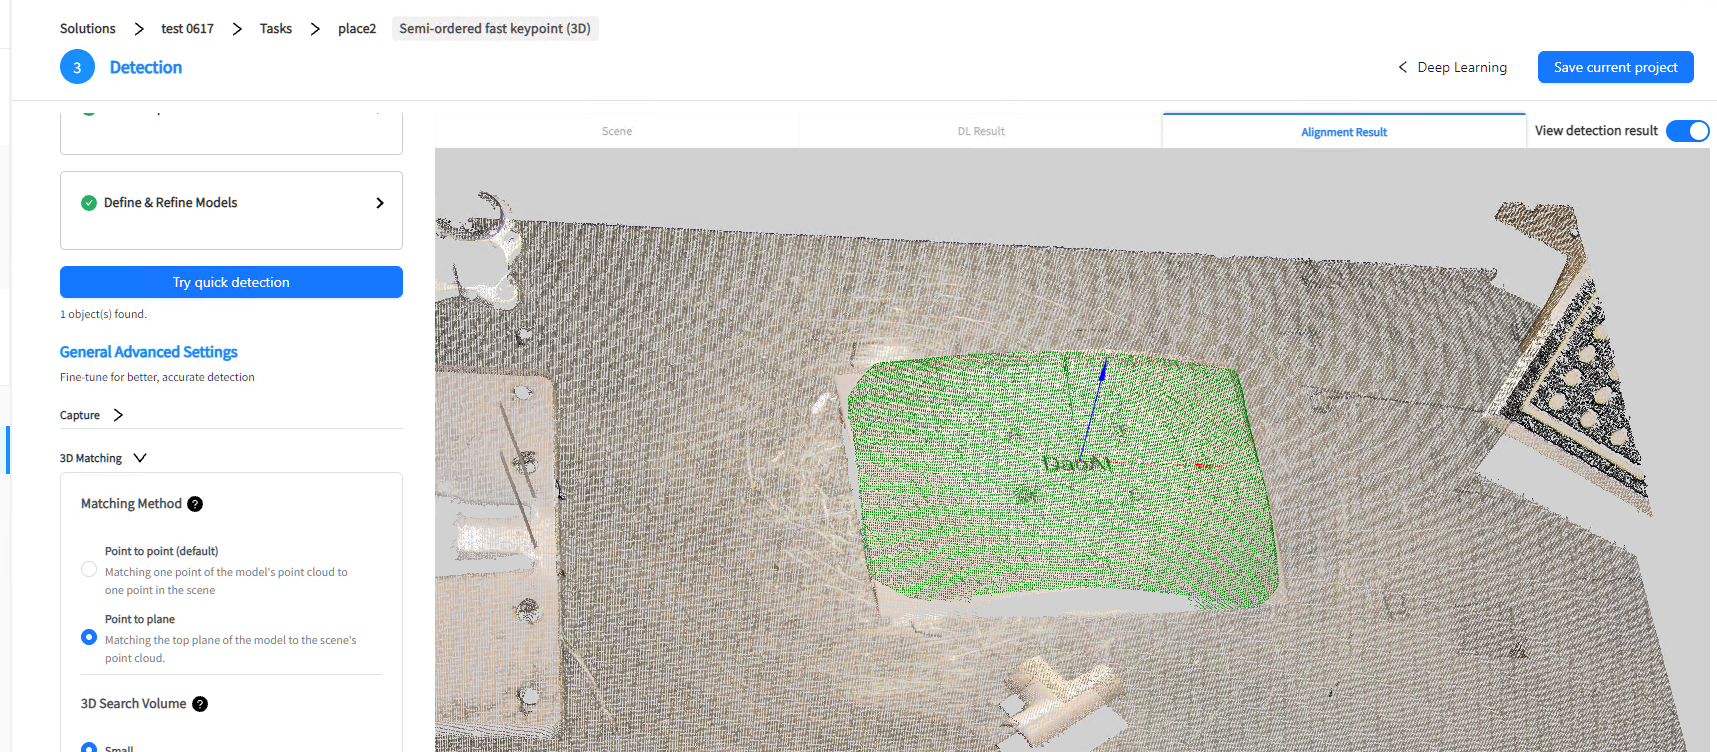 Solutions > test 0617 > Tasks > place2 Semi-ordered fast keypoint (3D)
3 Detection
< Deep Learning
Save current project
Define & Refine Models
Try quick detection
1 object(s) found.
General Advanced Settings
Fine-tune for better, accurate detection
Capture
3D Matching
Matching Method ?
Point to point (default)
Matching one point of the model's point cloud to
one point in the scene
Point to plane
Matching the top plane of the model to the scene's
point cloud.
3D Search Volume ?
Small
Scene
DL Result
Alignment Result
View detection result